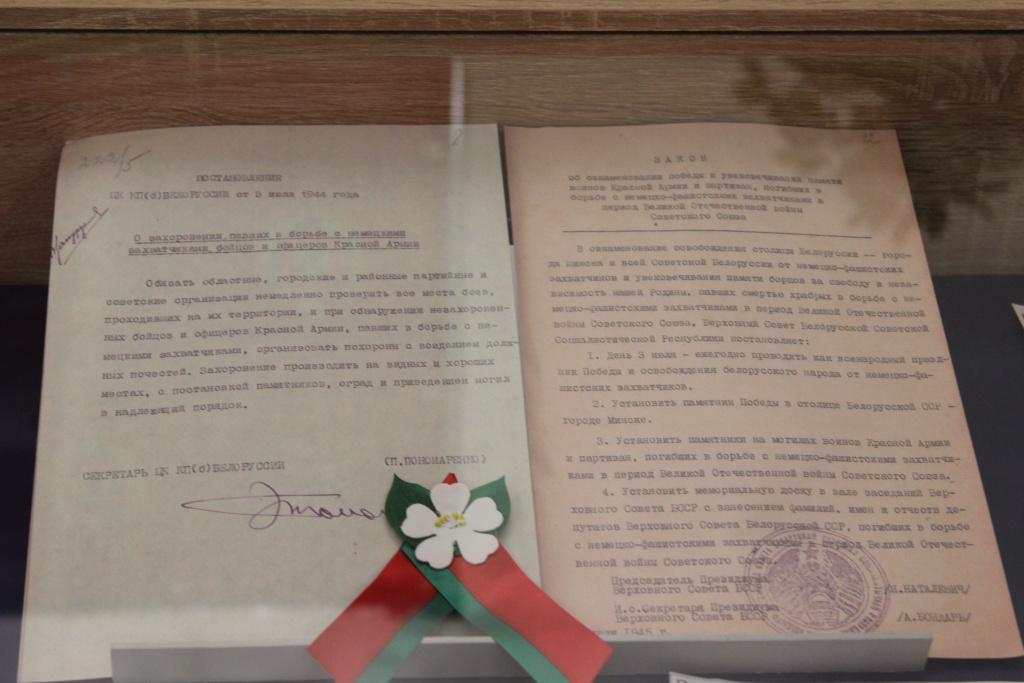 222/5
ПОСТАНОВЛЕНИЕ
ЦК КП(б)БЕЛОРУССИИ от 3 июля 1944 года
О захоронении павших в борьбе с немецкими
захватчиками бойцов и офицеров Красной Армии
Обязать областные, городские и районные партийные и
советские организации немедленно проверить все места боев,
проходивших на их территории, и при обнаружении незахоронен-
ных бойцов и офицеров Красной Армии, павших в борьбе с не-
мецкими захватчиками, организовать похороны с воздаянием долж-
ных почестей. Захоронение производить на видных и хороших
местах, с постановкой памятников, оград и приведением могил
в надлежащий порядок.
СЕКРЕТАРЬ ЦК КП(б)БЕЛОРУССИИ (П.ПОНОМАРЕНКО)
12
ЗАКОН
об ознаменовании победы и увековечивании памяти
воинов Красной Армии и партизан, погибших в
борьбе с немецко-фашистскими захватчиками в
период Великой Отечественной войны
Советского Союза
В ознаменование освобождения столицы Белоруссии -- горо-
да Минска и всей Советской Белоруссии от немецко-фашистских
захватчиков и увековечивания памяти борцов за свободу и неза-
висимость нашей Родины, павших смертью храбрых в борьбе с не-
мецко-фашистскими захватчиками в период Великой Отечественной
войны Советского Союза, Верховный Совет Белорусской Советской
Социалистической Республики постановляет:
1. День 3 июля - ежегодно проводить как всенародный празд-
ник Победы и освобождения белорусского народа от немецко-фа-
шистских захватчиков.
2. Установить памятник Победы в столице Белорусской ССР -
городе Минске.
3. Установить памятники на могилах воинов Красной Армии
и партизан, погибших в борьбе с немецко-фашистскими захватчи-
ками в период Великой Отечественной войны Советского Союза.
4. Установить мемориальную доску в зале заседаний Вер-
ховного Совета БССР с занесением фамилий, имен и отчеств де-
путатов Верховного Совета Белорусской ССР, погибших в борьбе
с немецко-фашистскими захватчиками в период Великой Отечест-
венной войны Советского Союза.
Председатель Президиума
Верховного Совета БССР /Н.НАТАЛЕВИЧ/
И.о.Секретаря Президиума
Верховного Совета БССР /А.БОНДАРЬ/
1945 г.